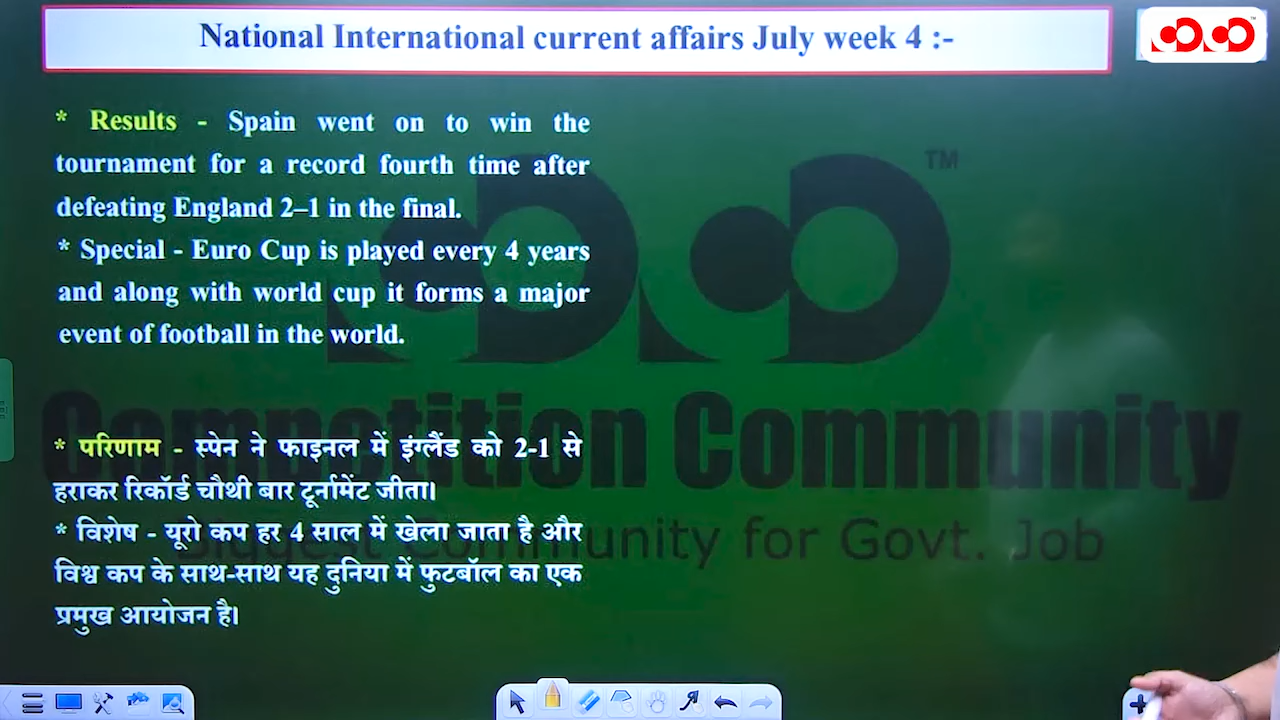 National International current affairs July week 4 :-
* Results - Spain went on to win the
tournament for a record fourth time after
defeating England 2–1 in the final.
* Special - Euro Cup is played every 4 years
and along with world cup it forms a major
event of football in the world.
* परिणाम - स्पेन ने फाइनल में इंग्लैंड को 2-1 से
हराकर रिकॉर्ड चौथी बार टूर्नामेंट जीता।
* विशेष - यूरो कप हर 4 साल में खेला जाता है और
विश्व कप के साथ-साथ यह दुनिया में फुटबॉल का एक
प्रमुख आयोजन है।
TM
Competition Community
Biggest Community for Govt. Job